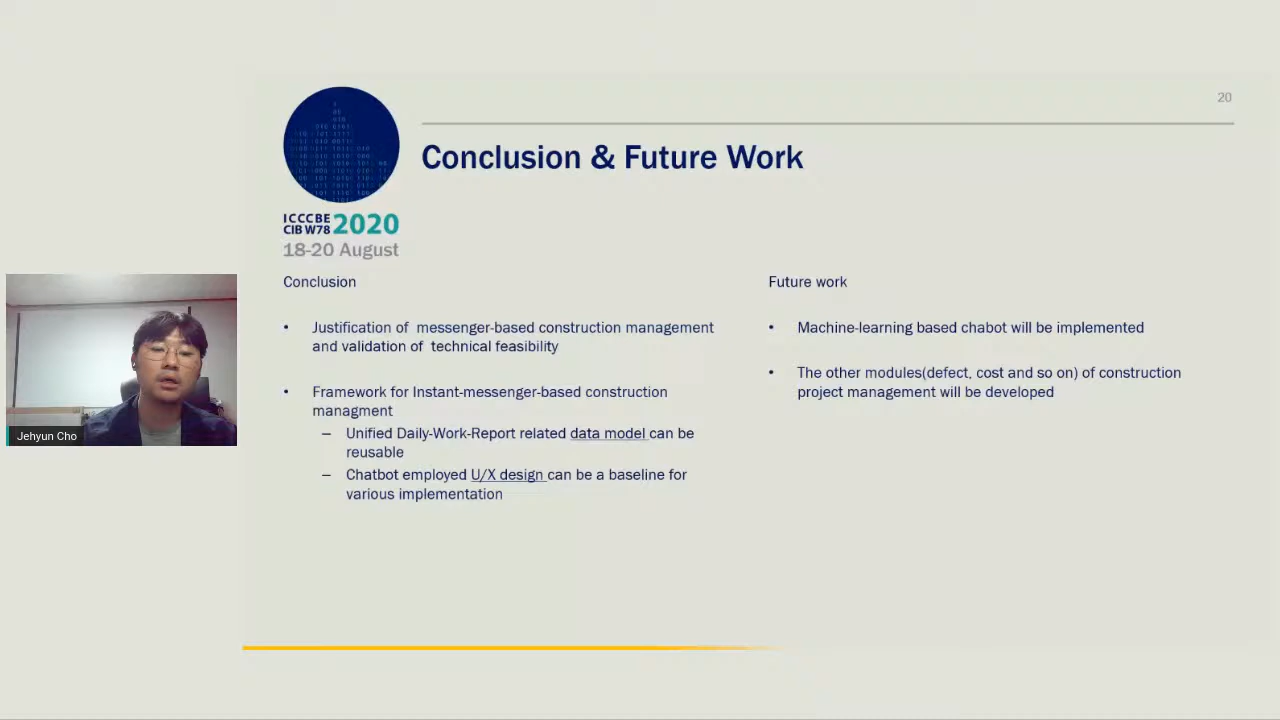 20
Conclusion & Future Work
ICCCBE
CIB W78
2020
18-20 August
Conclusion
• Justification of messenger-based construction management
and validation of technical feasibility
• Framework for Instant-messenger-based construction
managment
– Unified Daily-Work-Report related data model can be
reusable
– Chatbot employed U/X design can be a baseline for
various implementation
Future work
• Machine-learning based chabot will be implemented
• The other modules(defect, cost and so on) of construction
project management will be developed
Jehyun Cho